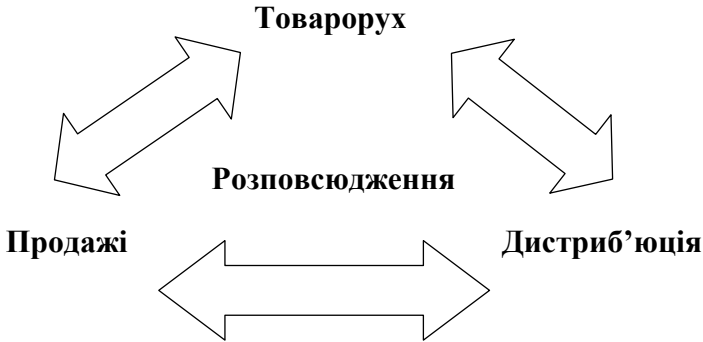 Товарорух
Розповсюдження
Продажі
Дистриб’юція